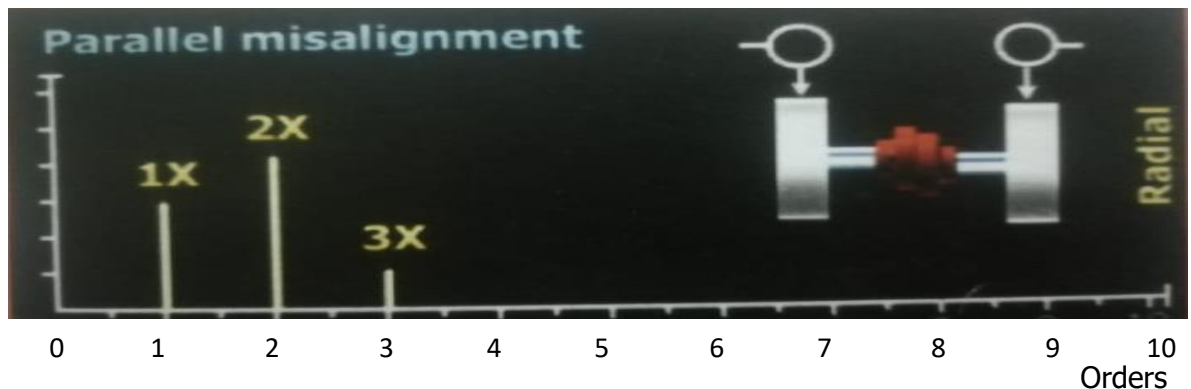 Parallel misalignment
2X
1X
3X
Radial
0 1 2 3 4 5 6 7 8 9 10
Orders